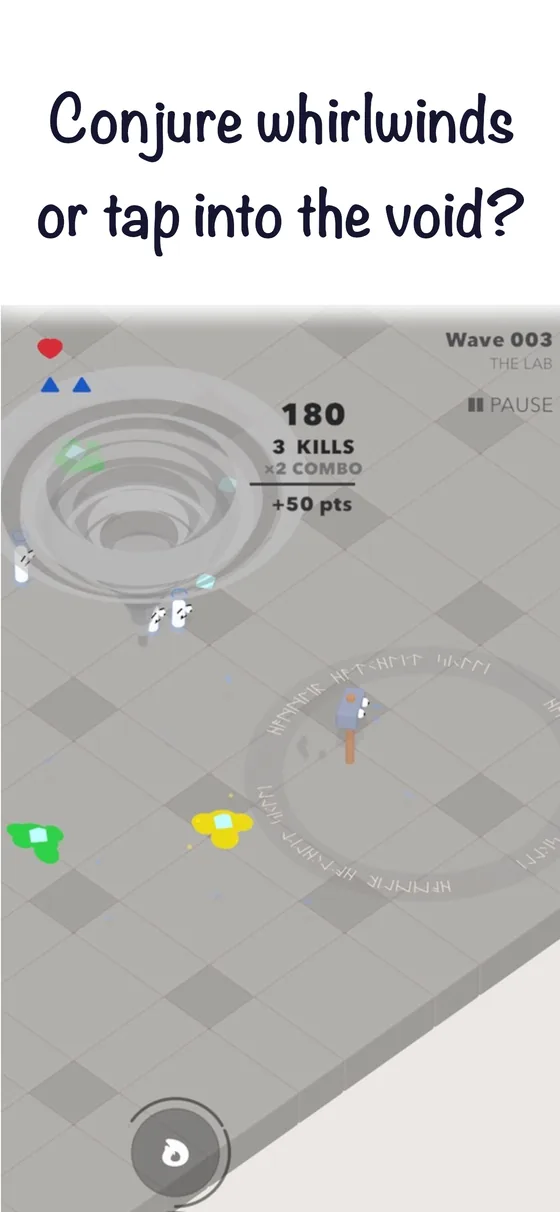 Conjure whirlwinds
or tap into the void?
Wave 003
THE LAB
PAUSE
180
3 KILLS
×2 COMBO
+50 pts